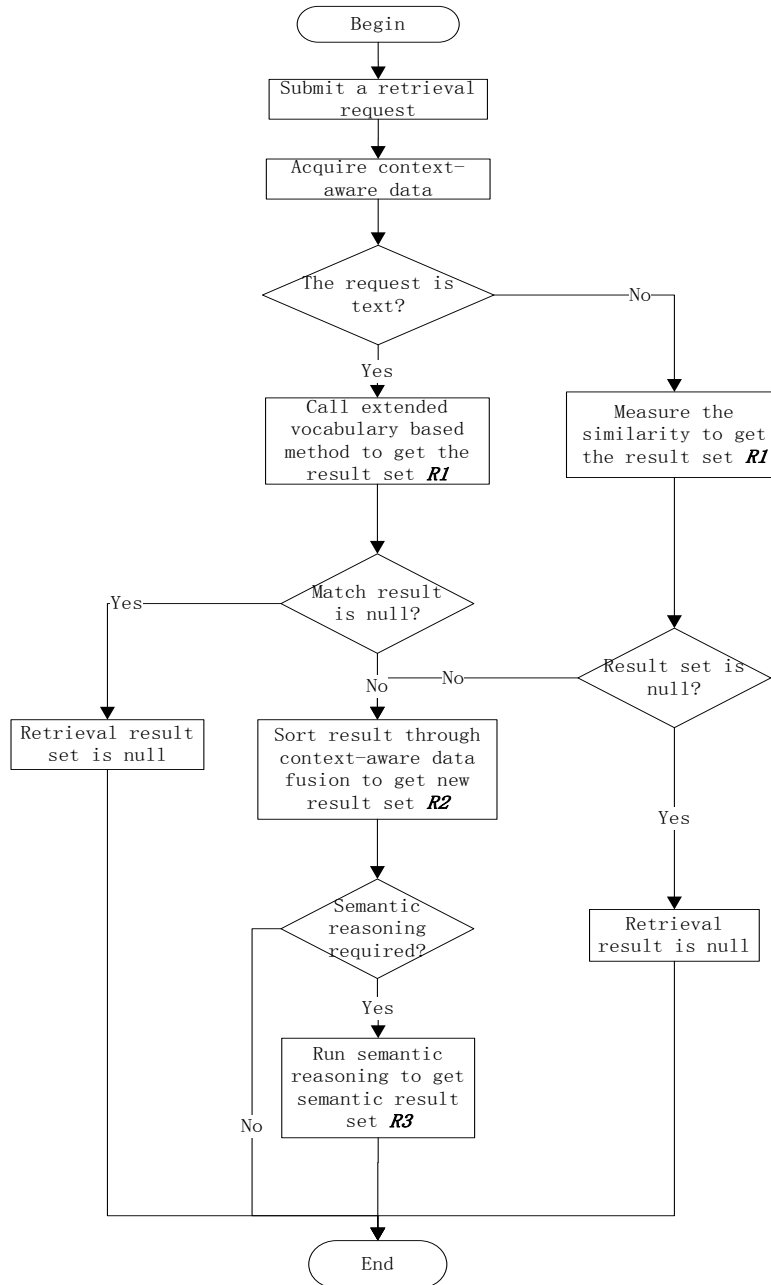 Begin
Submit a retrieval
request
Acquire context-
aware data
The request is
text?
No
Yes
Call extended
vocabulary based
method to get the
result set R1
Measure the
similarity to get
the result set R1
Match result
is null?
Yes
No
Result set is
null?
No
Retrieval result
set is null
Sort result through
context-aware data
fusion to get new
result set R2
Yes
Semantic
reasoning
required?
Retrieval
result is null
Yes
Run semantic
reasoning to get
semantic result
set R3
No
End